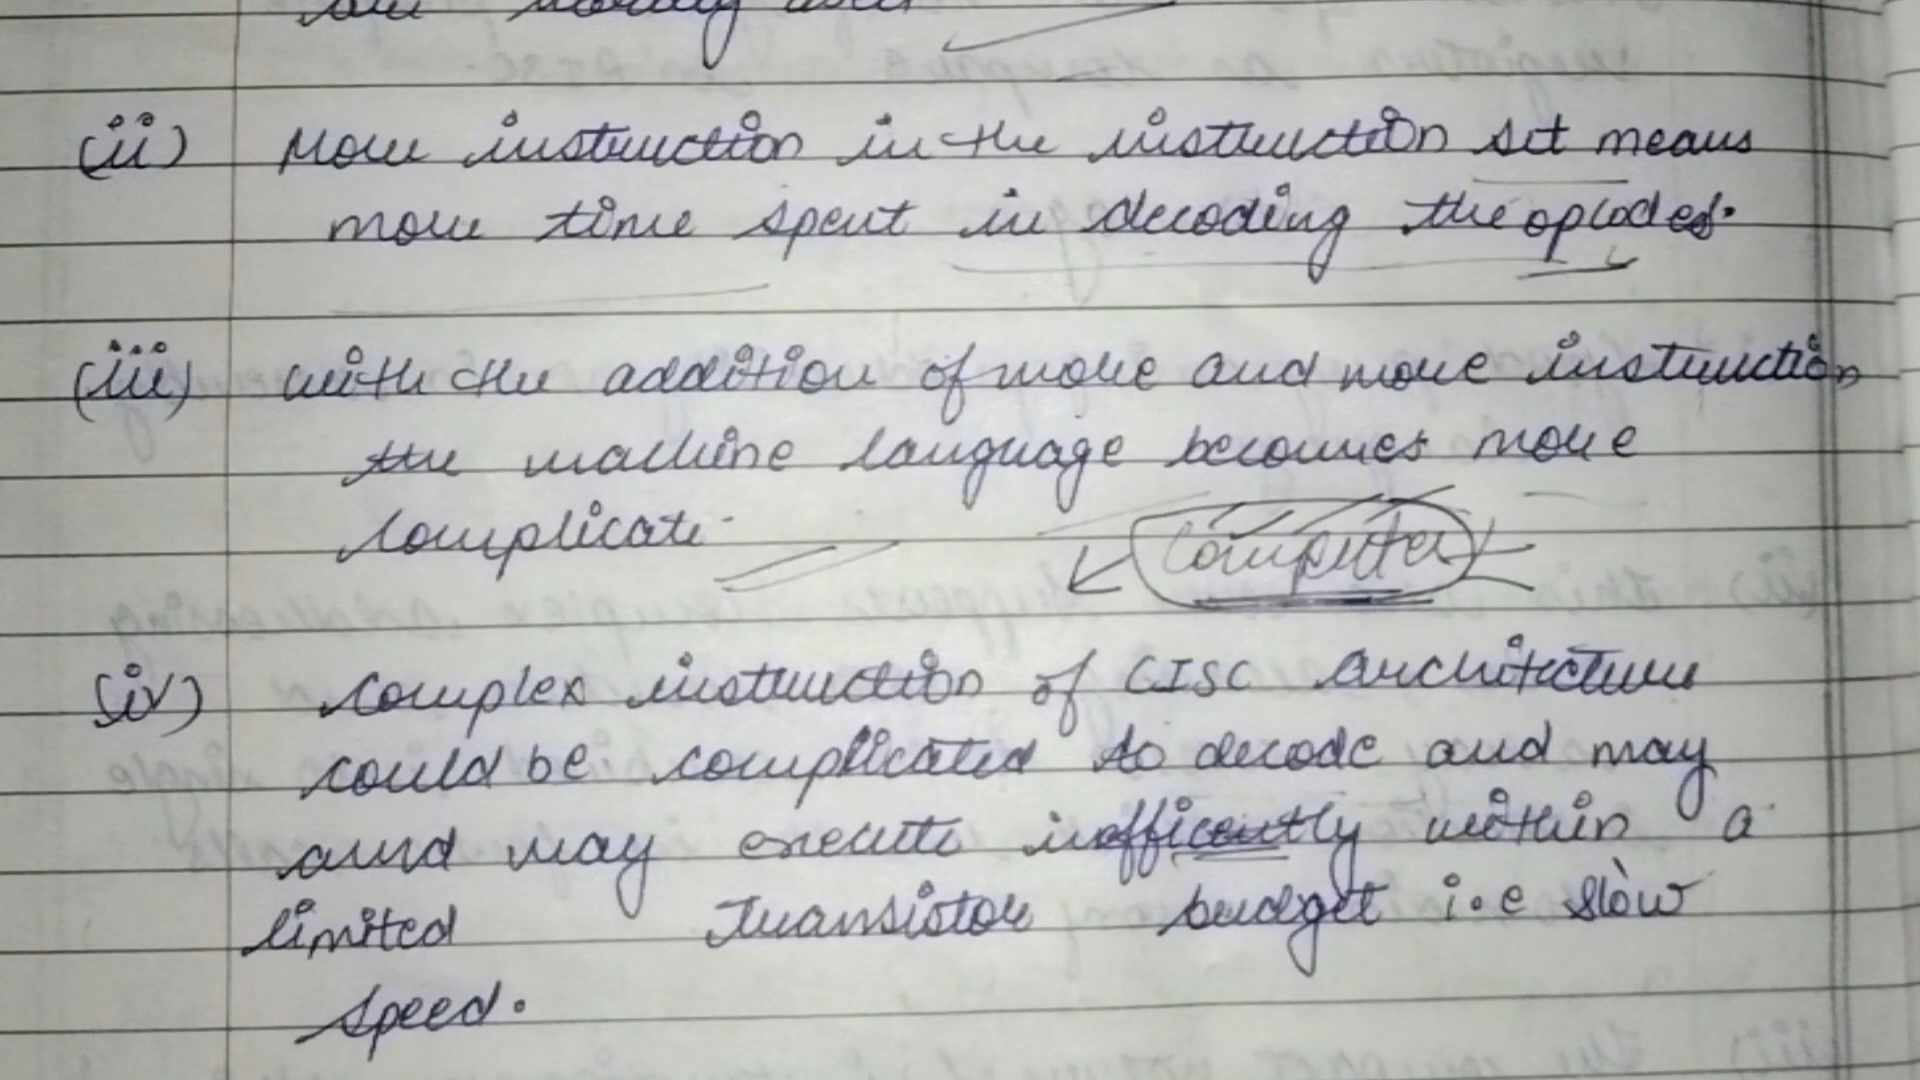 (ii) More instruction in the instruction set means
more time spent in decoding the opcodes.
(iii) with the addition of more and more instruction
the machine language becomes more
complicate.
Computer
(iv) complex instruction of CISC Architecture
could be complicated to decode and may
and may execute inefficently within a
limited Transistor budget i.e slow
speed.